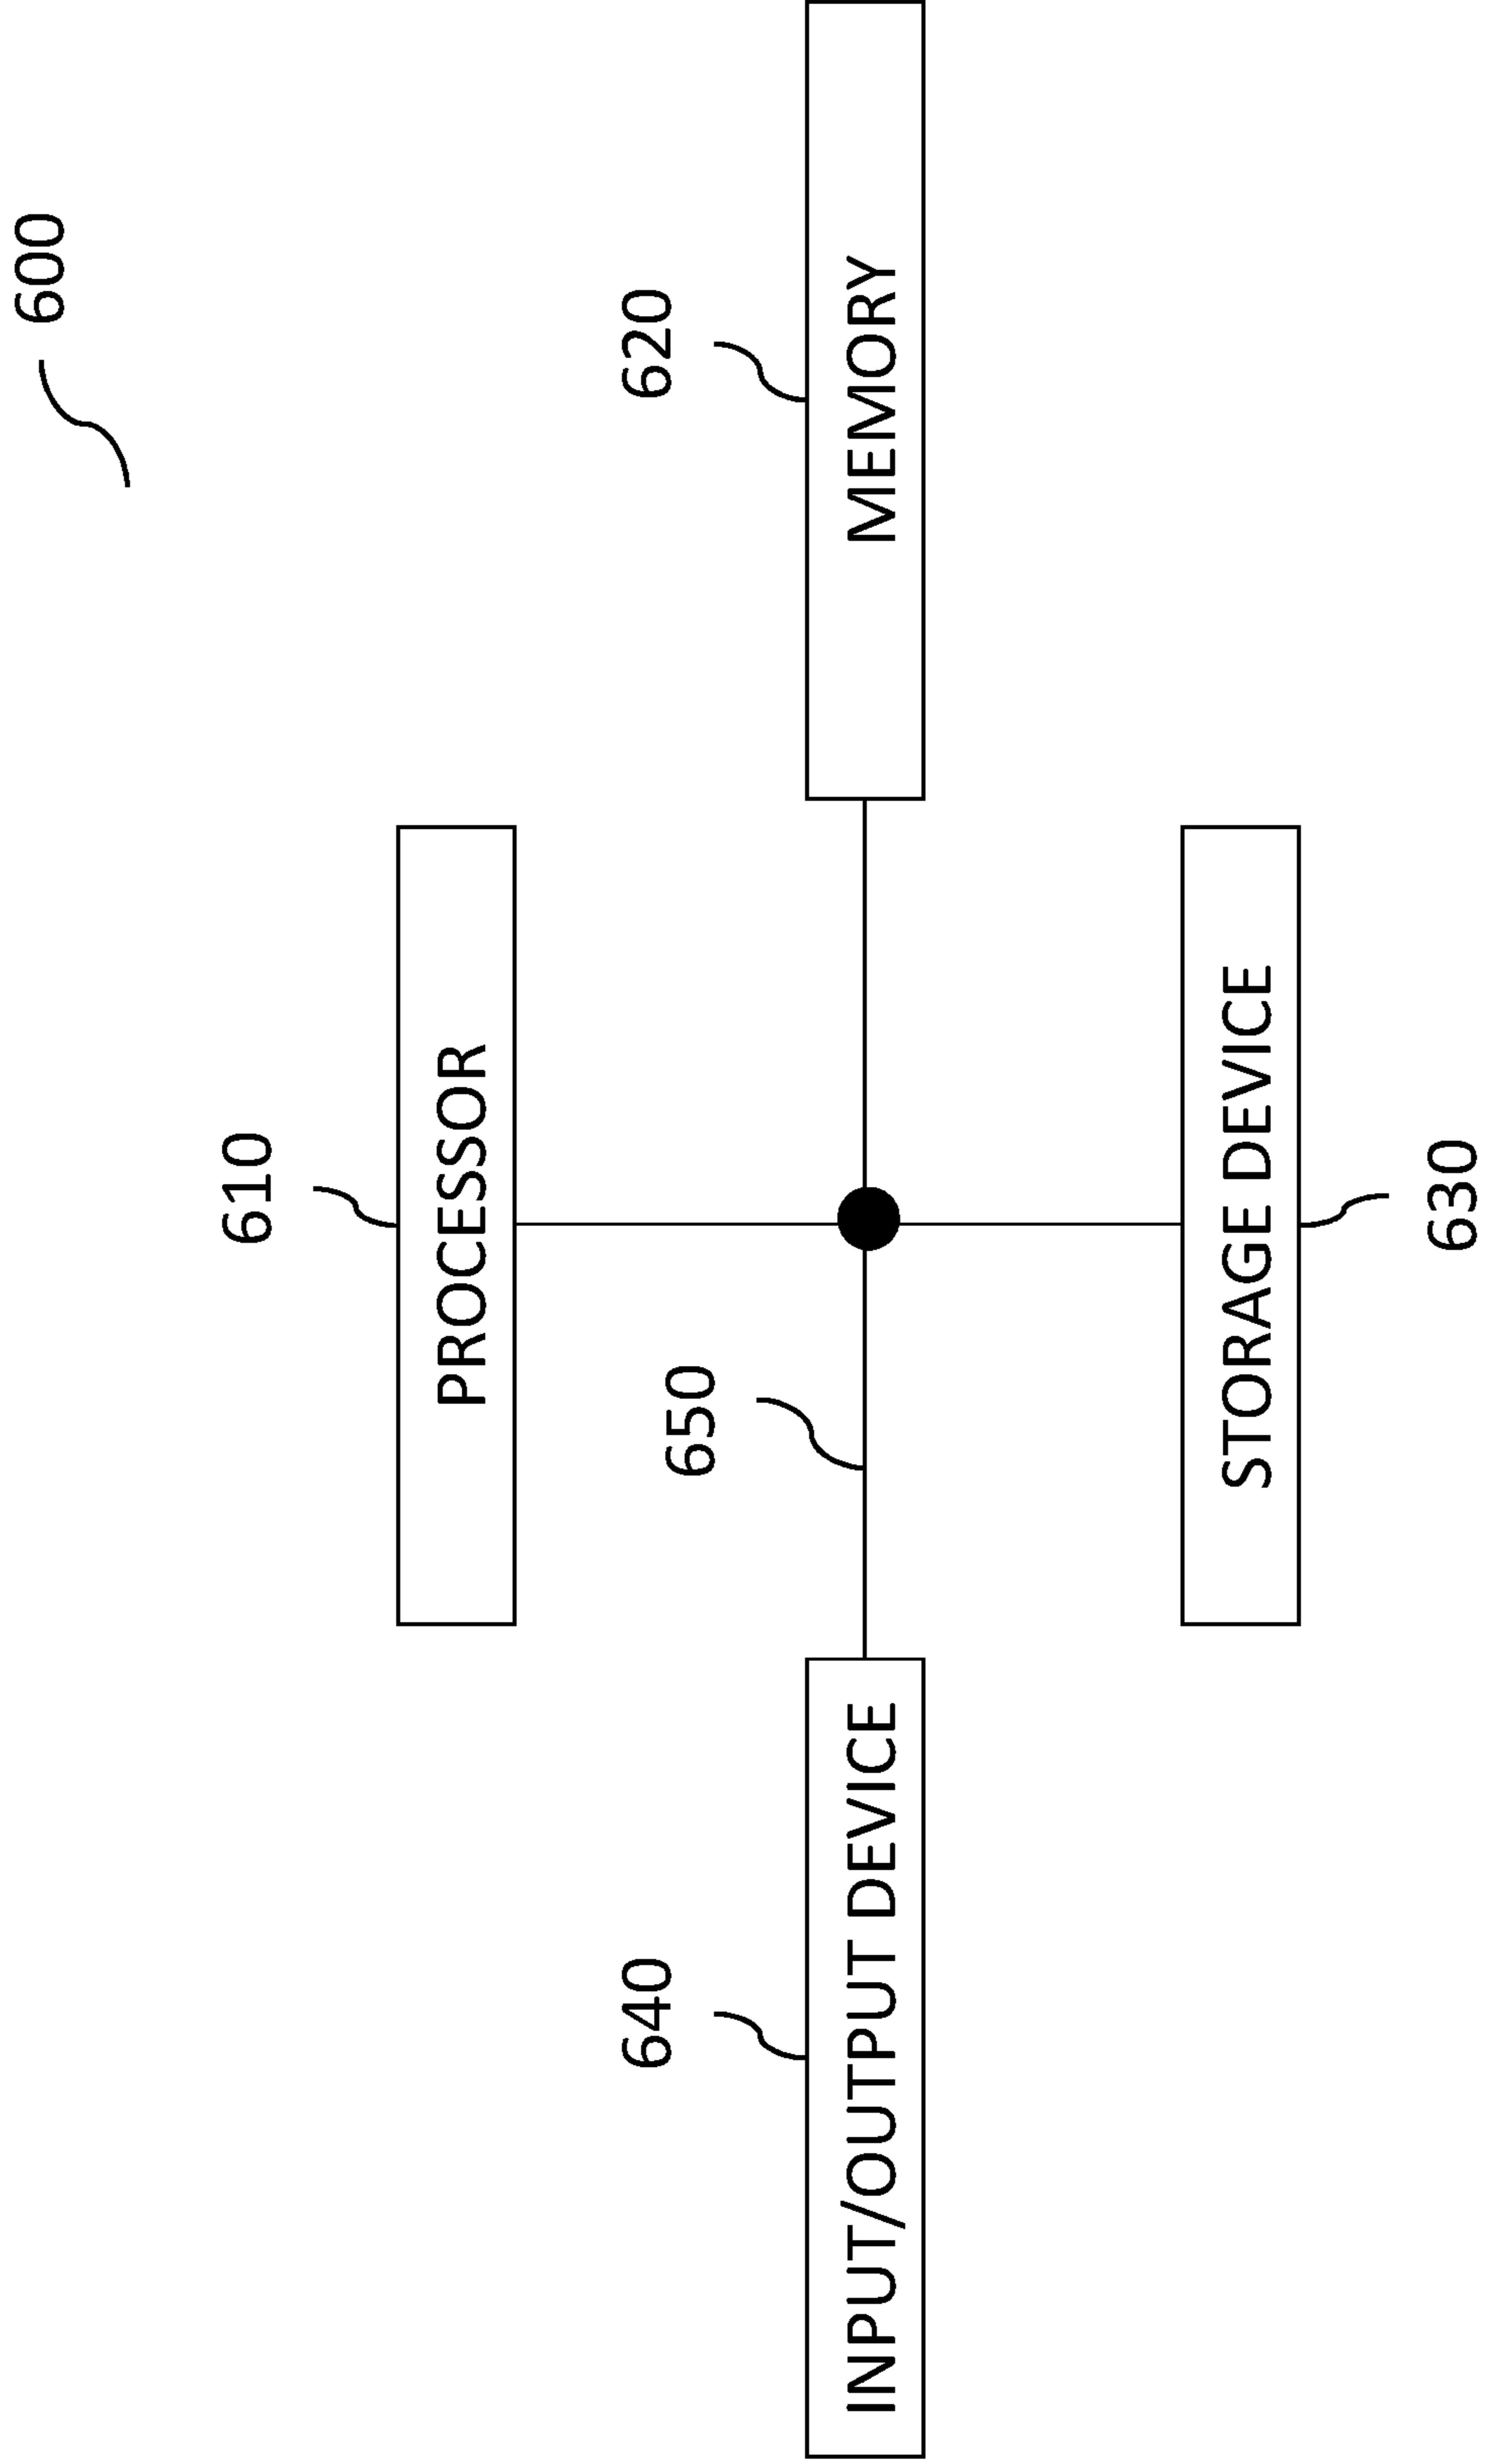 600
610
PROCESSOR
640
650
620
INPUT/OUTPUT DEVICE
MEMORY
STORAGE DEVICE
630